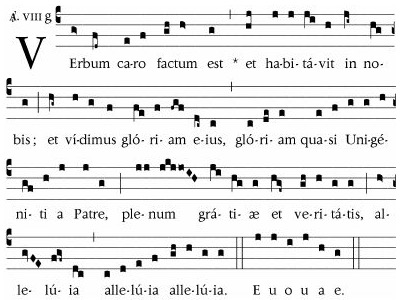 Ā. VIII g
VErbum ca-ro factum est * et ha-bi-tá-vit in no-
bis; et ví-dimus gló-ri-am e-ius, gló-ri-am qua-si Uni-gé-
ni-ti a Patre, ple-num grá-ti-æ et ve-ri-tá-tis, al-
le-lú-ia alle-lú-ia alle-lú-ia. E u o u a e.